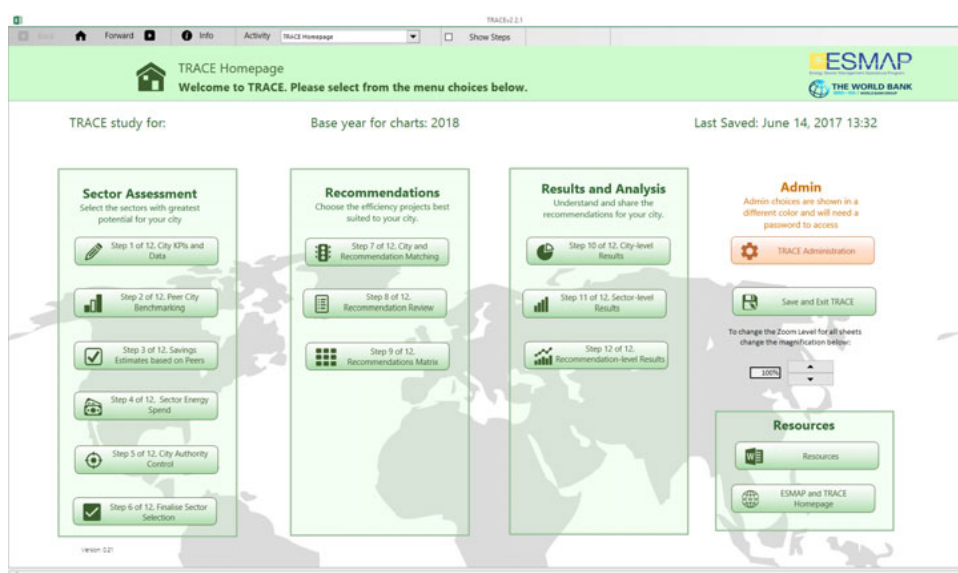 TRACEv2.2.1
Back Forward Info Activity TRACE Homepage Show Steps
TRACE Homepage
Welcome to TRACE. Please select from the menu choices below.
ESMAP
Energy Sector Management Assistance Program
THE WORLD BANK
IBRD • IDA | WORLD BANK GROUP
TRACE study for:
Base year for charts: 2018
Last Saved: June 14, 2017 13:32
Sector Assessment
Select the sectors with greatest
potential for your city
Step 1 of 12. City KPIs and
Data
Step 2 of 12. Peer City
Benchmarking
Step 3 of 12. Savings
Estimates based on Peers
Step 4 of 12. Sector Energy
Spend
Step 5 of 12. City Authority
Control
Step 6 of 12. Finalise Sector
Selection
Recommendations
Choose the efficiency projects best
suited to your city.
Step 7 of 12. City and
Recommendation Matching
Step 8 of 12.
Recommendation Review
Step 9 of 12.
Recommendations Matrix
Results and Analysis
Understand and share the
recommendations for your city.
Step 10 of 12. City-level
Results
Step 11 of 12. Sector-level
Results
Step 12 of 12.
Recommendation-level Results
Admin
Admin choices are shown in a
different color and will need a
password to access
TRACE Administration
Save and Exit TRACE
To change the Zoom Level for all sheets
change the magnification below:
100%
Resources
Resources
ESMAP and TRACE
Homepage
Version 0.21